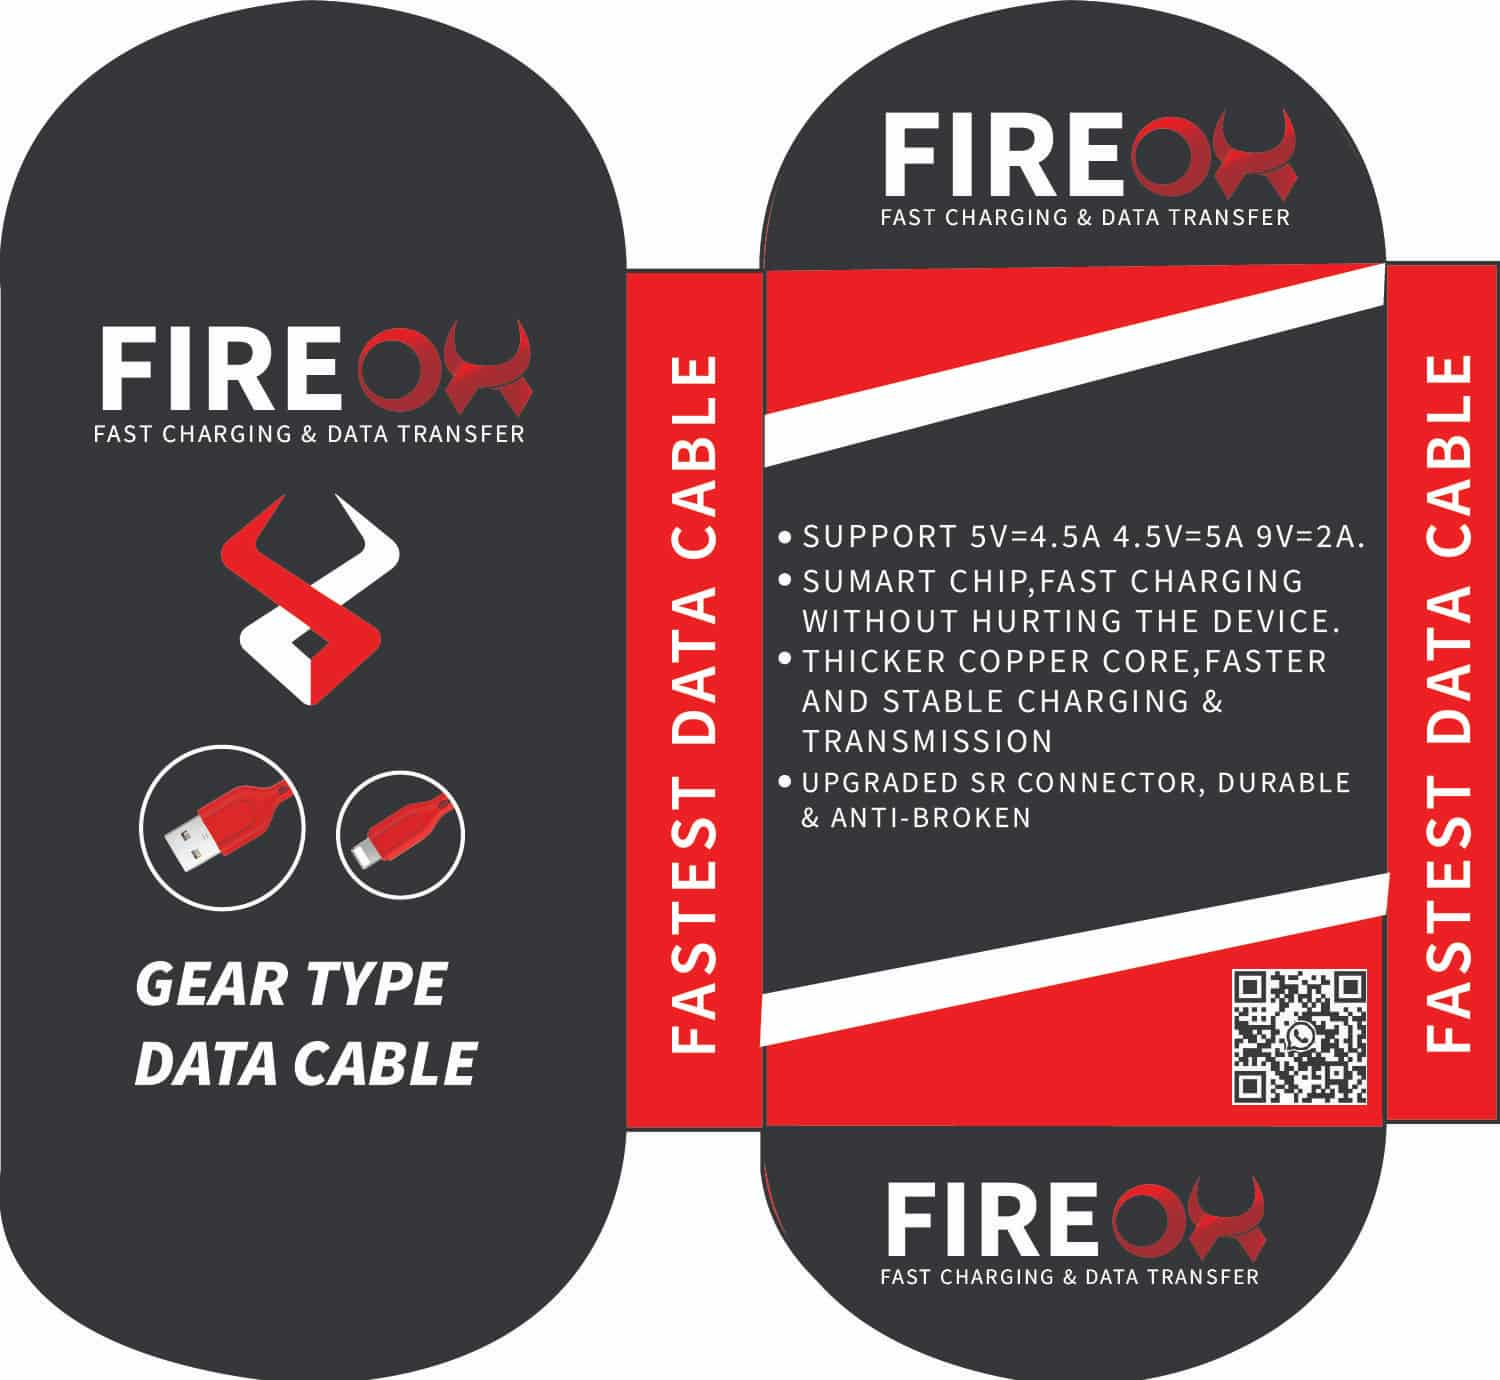 FIREOX
FAST CHARGING & DATA TRANSFER
GEAR TYPE
DATA CABLE
FASTEST DATA CABLE
FIREOX
FAST CHARGING & DATA TRANSFER
• SUPPORT 5V=4.5A 4.5V=5A 9V=2A.
• SUMART CHIP,FAST CHARGING
WITHOUT HURTING THE DEVICE.
• THICKER COPPER CORE,FASTER
AND STABLE CHARGING &
TRANSMISSION
• UPGRADED SR CONNECTOR, DURABLE
& ANTI-BROKEN
FIREOX
FAST CHARGING & DATA TRANSFER
FASTEST DATA CABLE